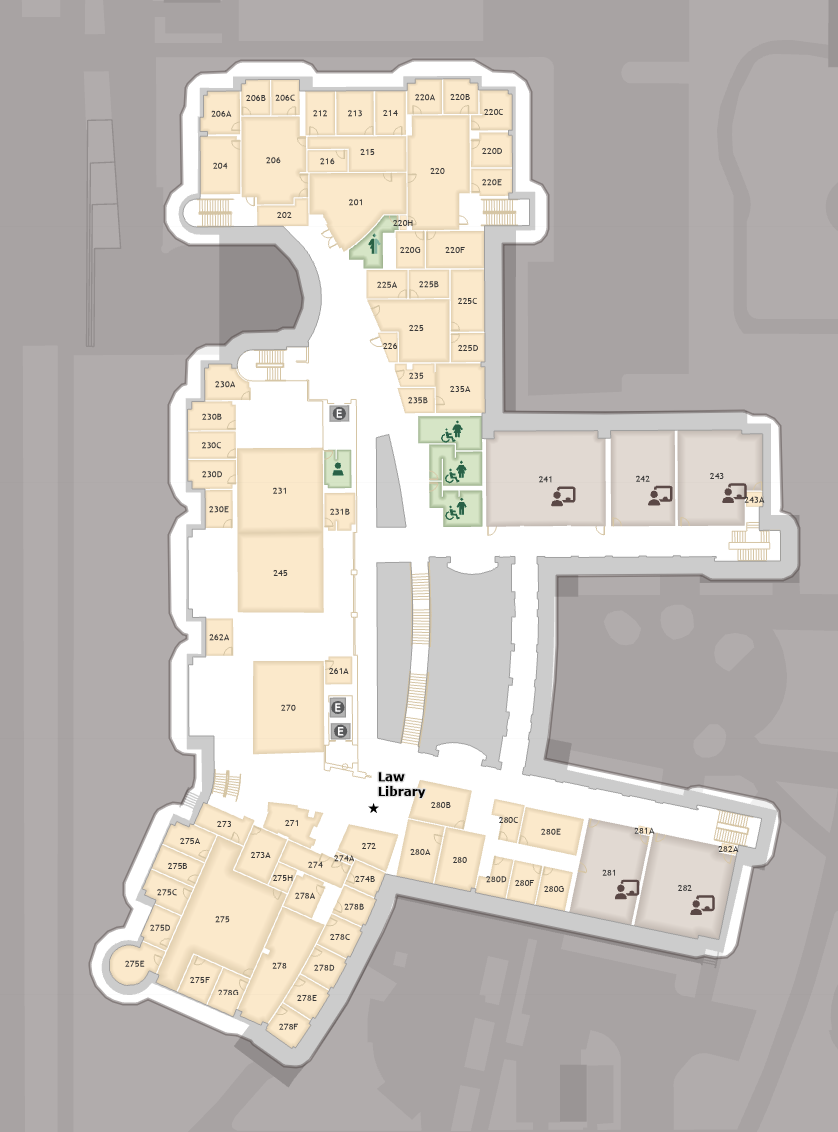 206B
206C
220A
220B
206A
212
213
214
220C
215
220D
204
206
216
220
220E
201
202
220H
220G
220F
225A
225B
225C
225
226
225D
235
230A
235A
235B
230B
E
230C
230D
231
241
242
243
243A
230E
231B
245
262A
261A
270
E
E
Law
Library
★
280B
273
271
280C
280E
281A
275A
272
282A
273A
274A
280A
280
275B
274
281
275H
274B
280D
280F
280G
282
275C
278A
278B
275
275D
278C
275E
278
278D
275F
278G
278E
278F